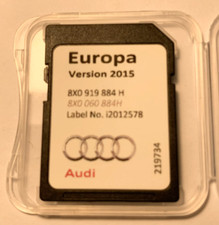 Europa
Version 2015
8X0 919 884 H
8X0 060 884H
Label No. i2012578
Audi
219734